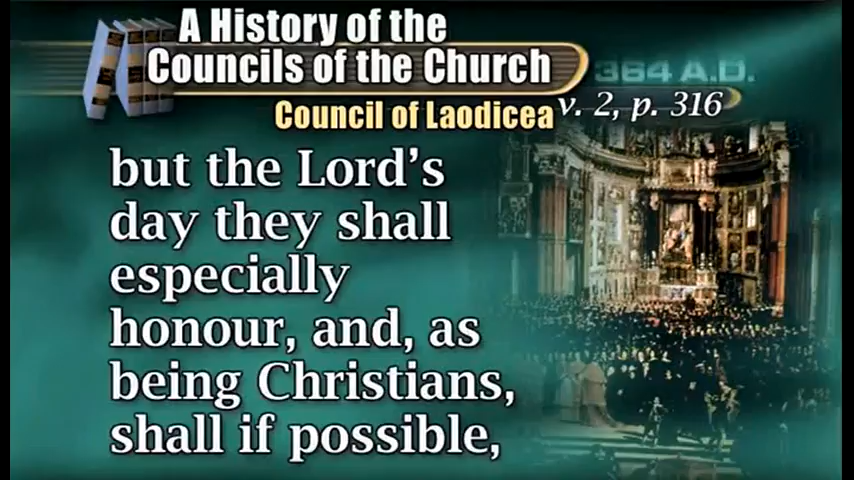 A History of the
Councils of the Church
364 A.D.
Council of Laodicea
v. 2, p. 316
but the Lord's
day they shall
especially
honour, and, as
being Christians,
shall if possible,